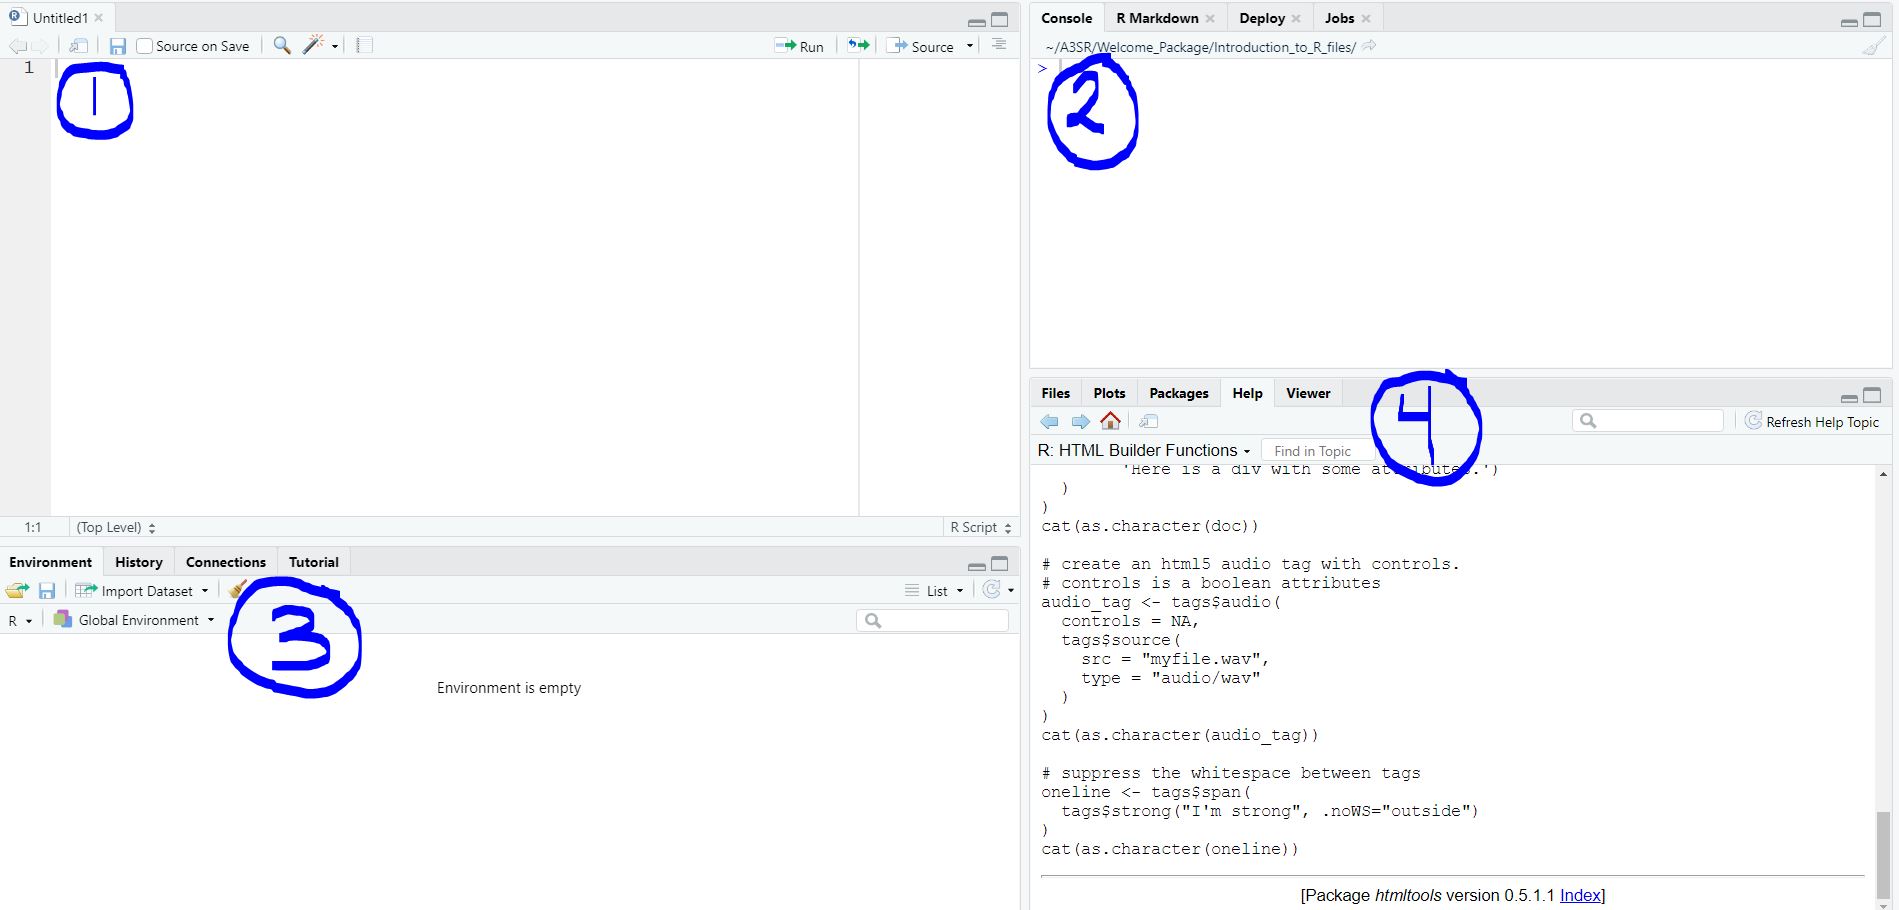 Untitled1
Source on Save
Run
Source
1
1
1:1
(Top Level)
R Script
Console
R Markdown
Deploy
Jobs
~/A3SR/Welcome_Package/Introduction_to_R_files/
>
2
Environment
History
Connections
Tutorial
Import Dataset
List
R
Global Environment
3
Environment is empty
Files
Plots
Packages
Help
Viewer
4
Refresh Help Topic
R: HTML Builder Functions
Find in Topic
'Here is a div with some attributes.')
)
)
cat(as.character(doc))
# create an html5 audio tag with controls.
# controls is a boolean attributes
audio_tag <- tags$audio(
controls = NA,
tags$source(
src = "myfile.wav",
type = "audio/wav"
)
)
cat(as.character(audio_tag))
# suppress the whitespace between tags
oneline <- tags$span(
tags$strong("I'm strong", .noWS="outside")
)
cat(as.character(oneline))
[Package htmltools version 0.5.1.1 Index]